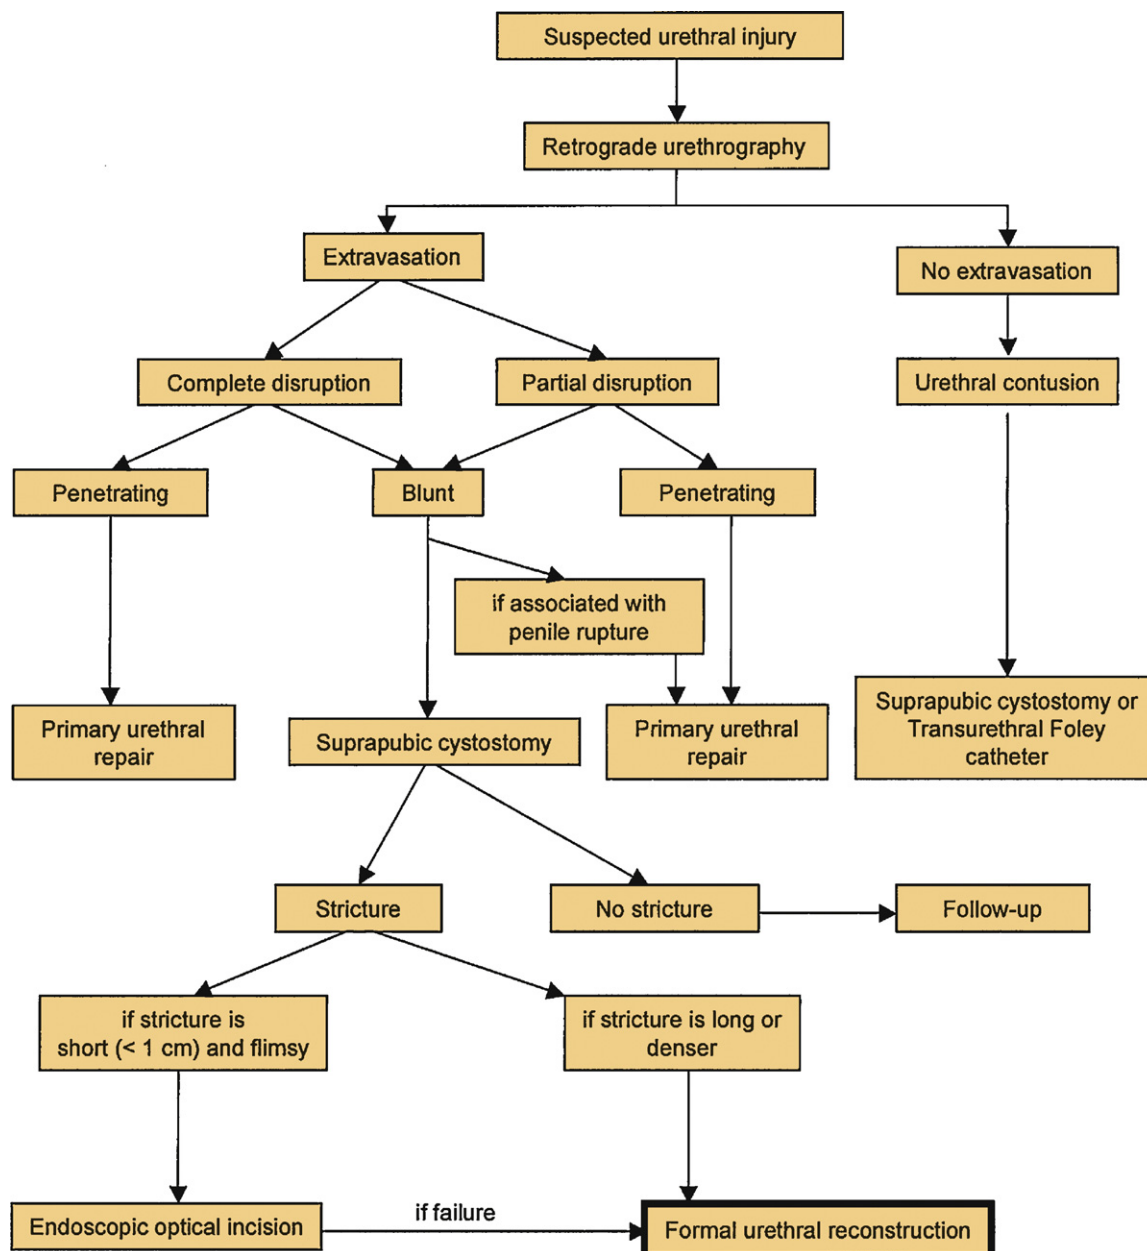 Suspected urethral injury
Retrograde urethrography
Extravasation
No extravasation
Complete disruption
Partial disruption
Urethral contusion
Penetrating
Blunt
Penetrating
if associated with
penile rupture
Primary urethral
repair
Suprapubic cystostomy
Primary urethral
repair
Suprapubic cystostomy or
Transurethral Foley
catheter
Stricture
No stricture
Follow-up
if stricture is
short (< 1 cm) and flimsy
if stricture is long or
denser
Endoscopic optical incision
if failure
Formal urethral reconstruction